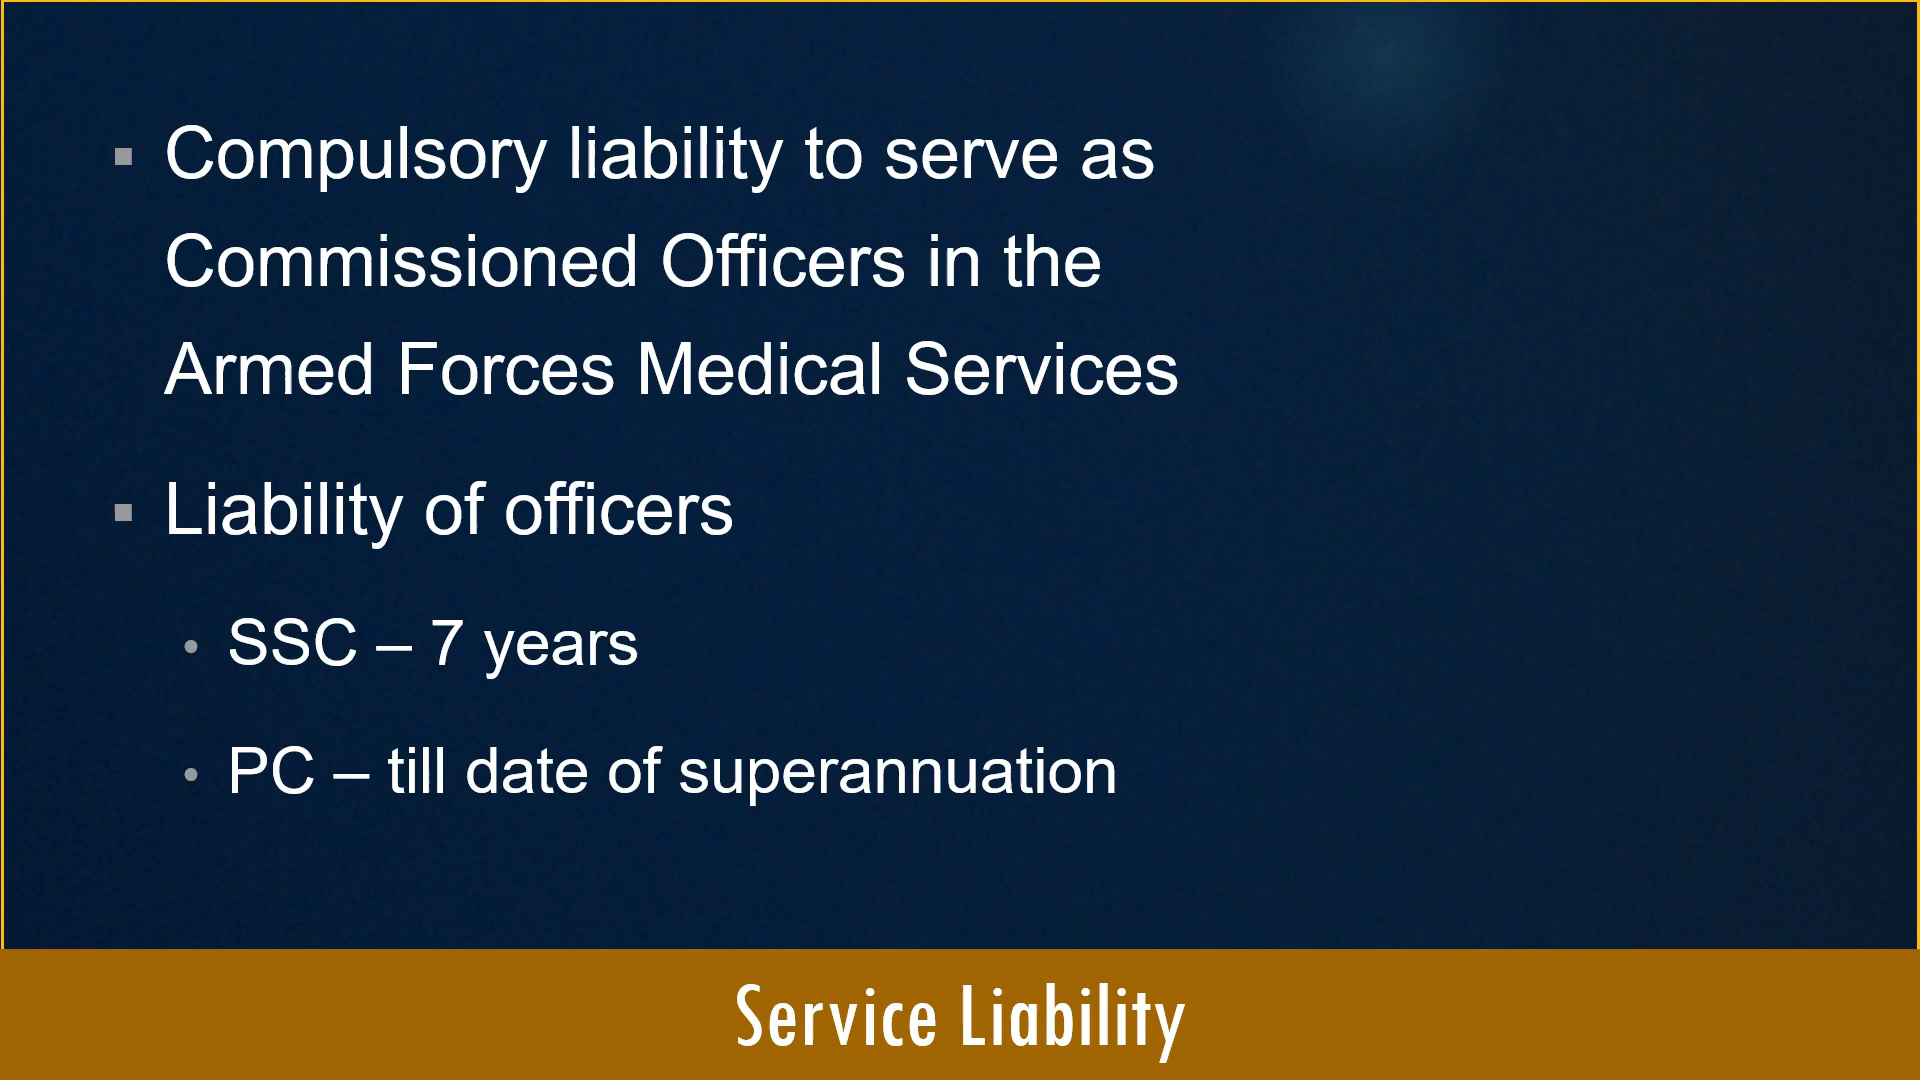 Compulsory liability to serve as
Commissioned Officers in the
Armed Forces Medical Services
Liability of officers
SSC – 7 years
PC – till date of superannuation
Service Liability